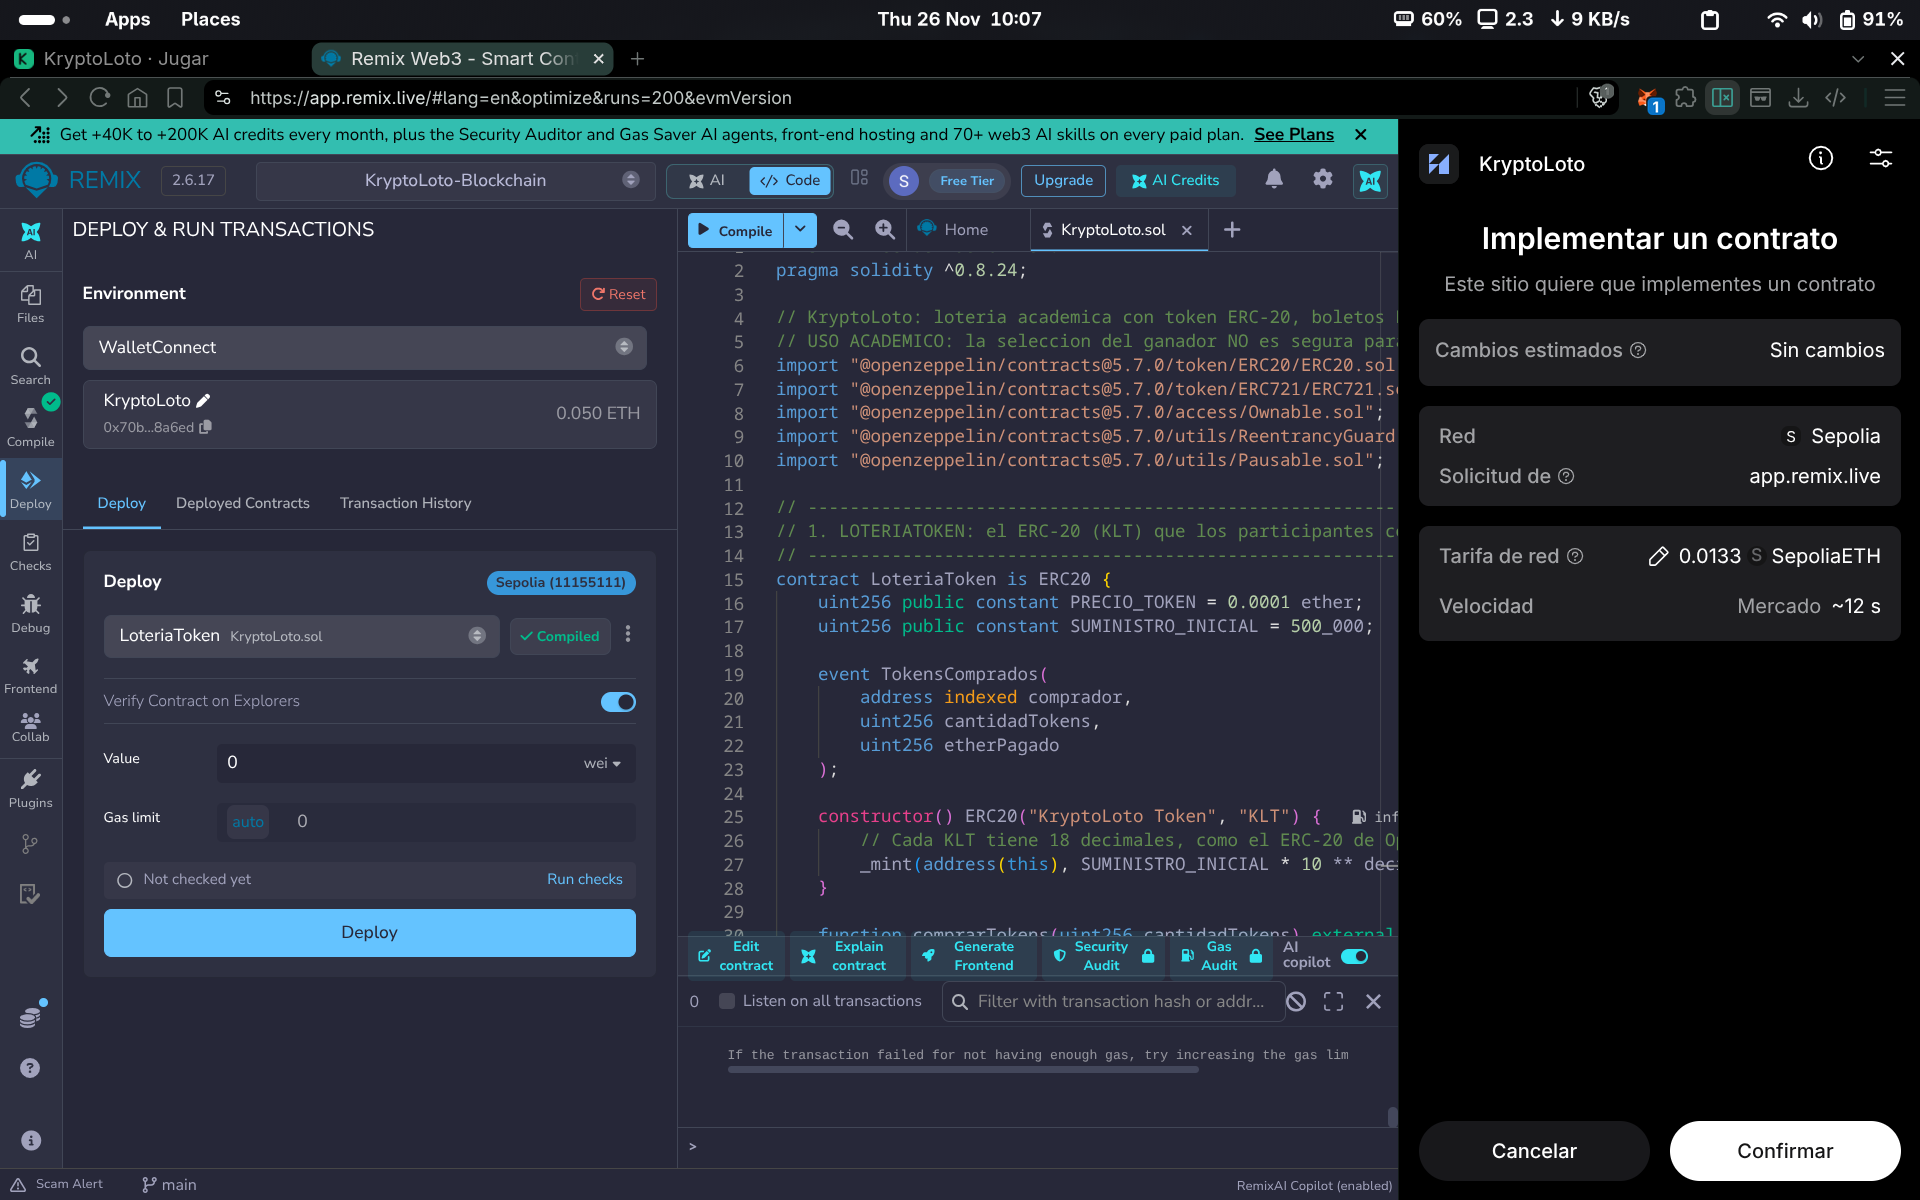 Apps Places Thu 26 Nov 10:07 60% 2.3 9 KB/s 91%
KryptoLoto · Jugar Remix Web3 - Smart Con
https://app.remix.live/#lang=en&optimize&runs=200&evmVersion 1 1
Get +40K to +200K AI credits every month, plus the Security Auditor and Gas Saver AI agents, front-end hosting and 70+ web3 AI skills on every paid plan. See Plans
REMIX 2.6.17 KryptoLoto-Blockchain AI </> Code S Free Tier Upgrade AI Credits AI
AI
Files
Search
Compile
Deploy
Checks
Debug
Frontend
Collab
Plugins
DEPLOY & RUN TRANSACTIONS
Environment Reset
WalletConnect
KryptoLoto
0x70b...8a6ed 0.050 ETH
Deploy Deployed Contracts Transaction History
Deploy Sepolia (11155111)
LoteriaToken KryptoLoto.sol Compiled
Verify Contract on Explorers
Value 0 wei
Gas limit auto 0
Not checked yet Run checks
Deploy
Compile Home KryptoLoto.sol
2 pragma solidity ^0.8.24;
3
4 // KryptoLoto: loteria academica con token ERC-20, boletos
5 // USO ACADEMICO: la seleccion del ganador NO es segura par
6 import "@openzeppelin/contracts@5.7.0/token/ERC20/ERC20.sol
7 import "@openzeppelin/contracts@5.7.0/token/ERC721/ERC721.s
8 import "@openzeppelin/contracts@5.7.0/access/Ownable.sol";
9 import "@openzeppelin/contracts@5.7.0/utils/ReentrancyGuard
10 import "@openzeppelin/contracts@5.7.0/utils/Pausable.sol";
11
12 // --------------------------------------------------------
13 // 1. LOTERIATOKEN: el ERC-20 (KLT) que los participantes c
14 // --------------------------------------------------------
15 contract LoteriaToken is ERC20 {
16 uint256 public constant PRECIO_TOKEN = 0.0001 ether;
17 uint256 public constant SUMINISTRO_INICIAL = 500_000;
18
19 event TokensComprados(
20 address indexed comprador,
21 uint256 cantidadTokens,
22 uint256 etherPagado
23 );
24
25 constructor() ERC20("KryptoLoto Token", "KLT") { inf
26 // Cada KLT tiene 18 decimales, como el ERC-20 de O
27 _mint(address(this), SUMINISTRO_INICIAL * 10 ** dec
28 }
29
30 function comprarTokens(uint256 cantidadTokens) external
Edit contract Explain contract Generate Frontend Security Audit Gas Audit AI copilot
0 Listen on all transactions Filter with transaction hash or addr...
If the transaction failed for not having enough gas, try increasing the gas lim
>
Scam Alert main RemixAI Copilot (enabled)
KryptoLoto
Implementar un contrato
Este sitio quiere que implementes un contrato
Cambios estimados Sin cambios
Red S Sepolia
Solicitud de app.remix.live
Tarifa de red 0.0133 S SepoliaETH
Velocidad Mercado ~12 s
Cancelar Confirmar